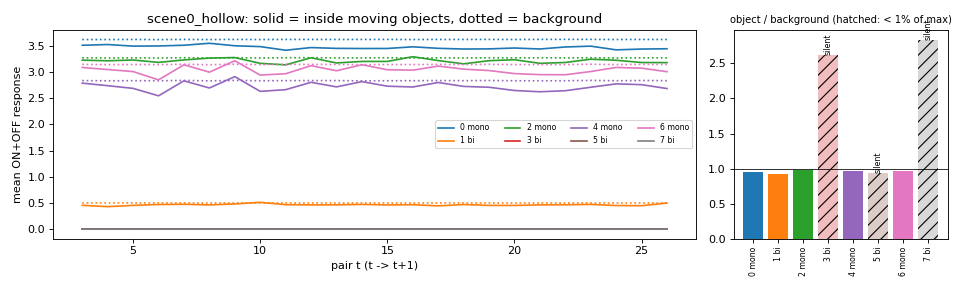 scene0_hollow: solid = inside moving objects, dotted = background
mean ON+OFF response
3.5
3.0
2.5
2.0
1.5
1.0
0.5
0.0
0 mono
2 mono
4 mono
6 mono
1 bi
3 bi
5 bi
7 bi
5
10
15
20
25
pair t (t -> t+1)
object / background (hatched: < 1% of max)
2.5
2.0
1.5
1.0
0.5
0.0
silent
silent
silent
0 mono
1 bi
2 mono
3 bi
4 mono
5 bi
6 mono
7 bi